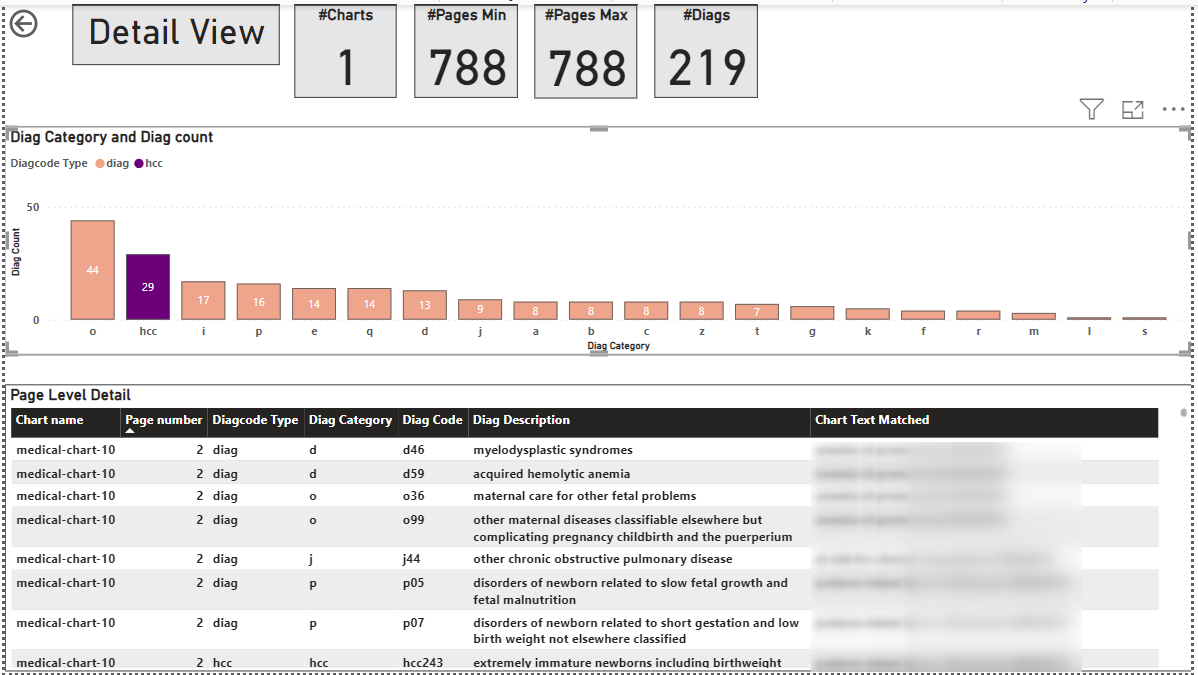 Detail View
#Charts
1
#Pages Min
788
#Pages Max
788
#Diags
219
Diag Category and Diag count
Diagcode Type diag hcc
50
0
Diag Count
44
29
17
16
14
14
13
9
8
8
8
8
7
o hcc i p e q d j a b c z t g k f r m l s
Diag Category
Page Level Detail
Chart name Page number Diagcode Type Diag Category Diag Code Diag Description Chart Text Matched
medical-chart-10 2 diag d d46 myelodysplastic syndromes
medical-chart-10 2 diag d d59 acquired hemolytic anemia
medical-chart-10 2 diag o o36 maternal care for other fetal problems
medical-chart-10 2 diag o o99 other maternal diseases classifiable elsewhere but
complicating pregnancy childbirth and the puerperium
medical-chart-10 2 diag j j44 other chronic obstructive pulmonary disease
medical-chart-10 2 diag p p05 disorders of newborn related to slow fetal growth and
fetal malnutrition
medical-chart-10 2 diag p p07 disorders of newborn related to short gestation and low
birth weight not elsewhere classified
medical-chart-10 2 hcc hcc hcc243 extremely immature newborns including birthweight